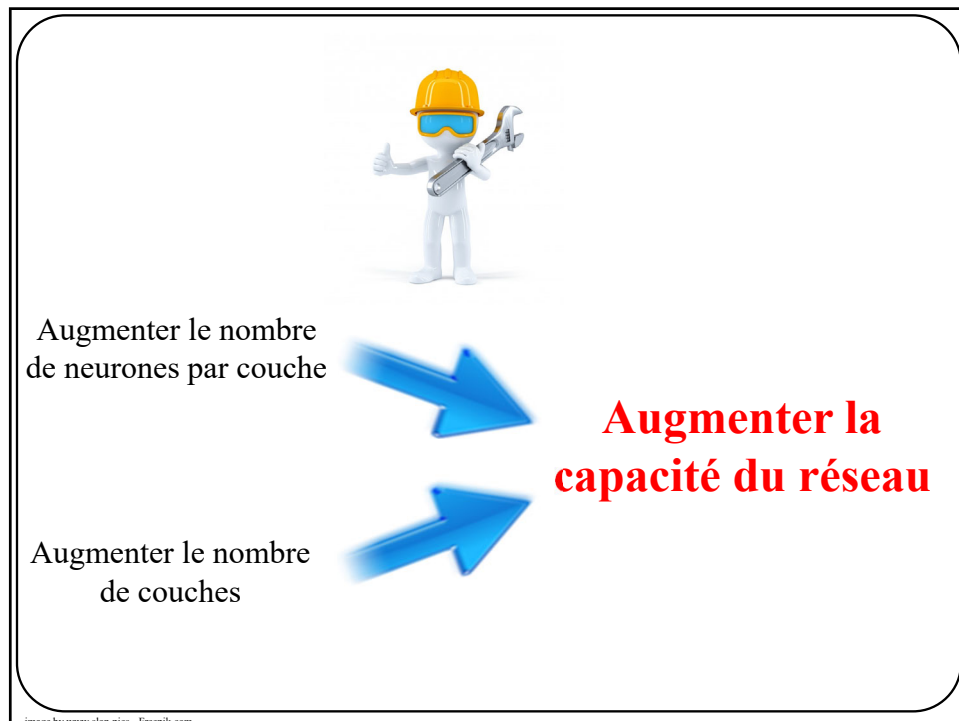 Augmenter le nombre
de neurones par couche
Augmenter la
capacité du réseau
Augmenter le nombre
de couches